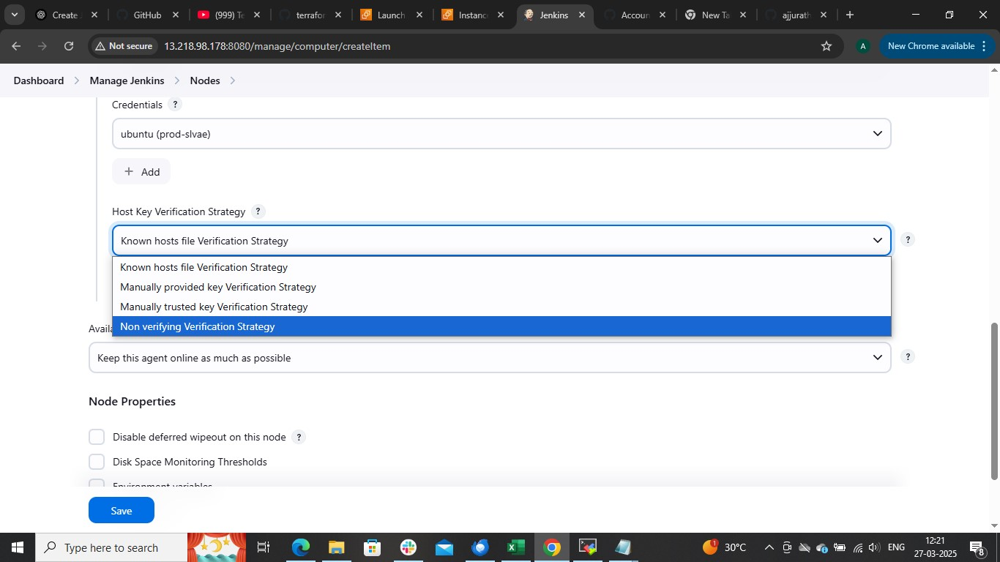 Create J
GitHub
(999) Te
terrafor
Launch
Instanc
Jenkins
Accoun
New Ta
ajjurath
Not secure
13.218.98.178:8080/manage/computer/createItem
A
New Chrome available
Dashboard
Manage Jenkins
Nodes
Credentials ?
ubuntu (prod-slvae)
+ Add
Host Key Verification Strategy ?
Known hosts file Verification Strategy
?
Known hosts file Verification Strategy
Manually provided key Verification Strategy
Manually trusted key Verification Strategy
Non verifying Verification Strategy
Availa
Keep this agent online as much as possible
?
Node Properties
Disable deferred wipeout on this node ?
Disk Space Monitoring Thresholds
Environment variables
Save
Type here to search
1
30°C
ENG
12:21
27-03-2025
8